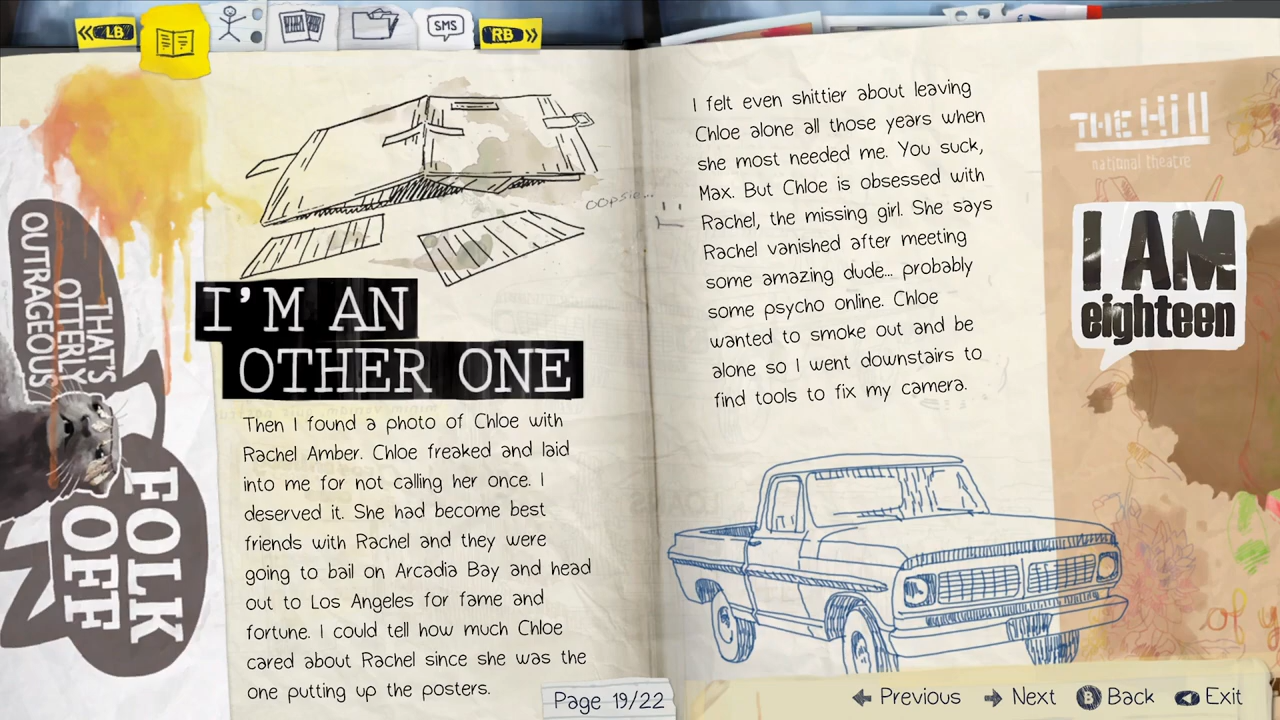 LB
SMS
RB
THAT'S
OTTERLY
OUTRAGEOUS
FOLK
OFF
oopsie...
I'M AN
OTHER ONE
Then I found a photo of Chloe with
Rachel Amber. Chloe freaked and laid
into me for not calling her once. I
deserved it. She had become best
friends with Rachel and they were
going to bail on Arcadia Bay and head
out to Los Angeles for fame and
fortune. I could tell how much Chloe
cared about Rachel since she was the
one putting up the posters.
I felt even shittier about leaving
Chloe alone all those years when
she most needed me. You suck,
Max. But Chloe is obsessed with
Rachel, the missing girl. She says
Rachel vanished after meeting
some amazing dude... probably
some psycho online. Chloe
wanted to smoke out and be
alone so I went downstairs to
find tools to fix my camera.
THE Hill
national theatre
I AM
eighteen
of y
Page 19/22
Previous
Next
B Back
Exit